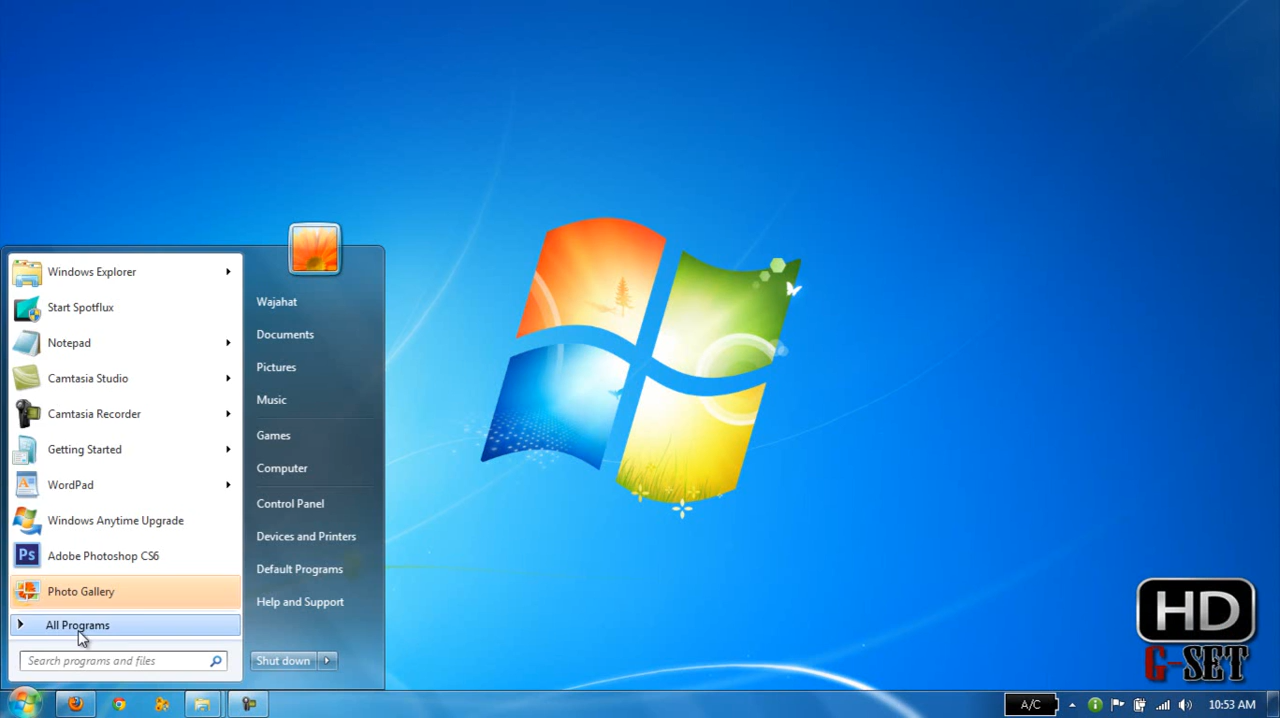 Windows Explorer
Start Spotflux
Notepad
Camtasia Studio
Camtasia Recorder
Getting Started
WordPad
Windows Anytime Upgrade
Ps Adobe Photoshop CS6
Photo Gallery
All Programs
Search programs and files
Wajahat
Documents
Pictures
Music
Games
Computer
Control Panel
Devices and Printers
Default Programs
Help and Support
Shut down
HD
G-SET
A/C
10:53 AM